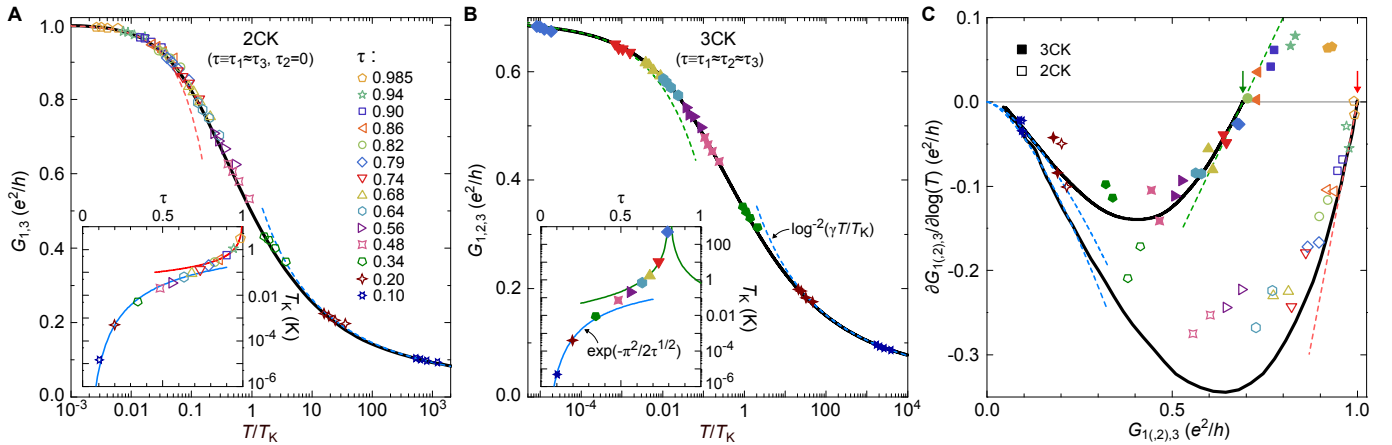 A
2CK
(τ≡τ₁≈τ₃, τ₂=0)
τ :
0.985
0.94
0.90
0.86
0.82
0.79
0.74
0.68
0.64
0.56
0.48
0.34
0.20
0.10
G₁,₃ (e²/h)
1.0
0.8
0.6
0.4
0.2
0.0
10⁻³ 0.01 0.1 1 10 100 10³
T/T_K
τ
0 0.5 1
1
0.01
10⁻⁴
10⁻⁶
T_K (K)
B
3CK
(τ≡τ₁≈τ₂≈τ₃)
G₁,₂,₃ (e²/h)
0.6
0.4
0.2
0.0
10⁻⁴ 0.01 1 100 10⁴
T/T_K
log⁻²(γT/T_K)
τ
0 0.5 1
100
1
0.01
10⁻⁴
10⁻⁶
T_K (K)
exp(-π²/2τ^{1/2})
C
3CK
2CK
∂G₁₍,₂₎,₃/∂log(T) (e²/h)
0.1
0.0
-0.1
-0.2
-0.3
0.0 0.5 1.0
G₁₍,₂₎,₃ (e²/h)